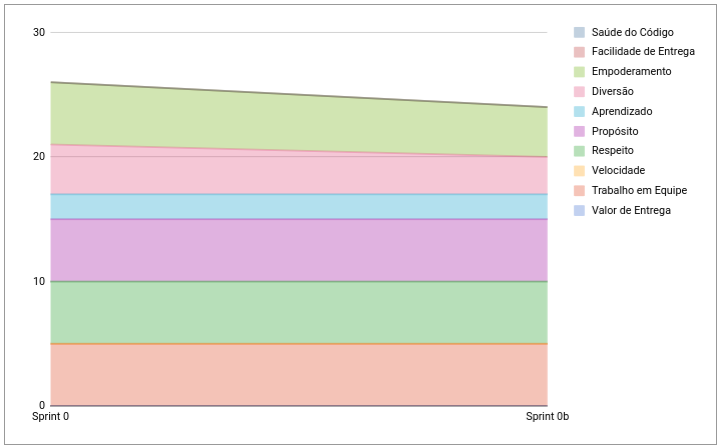 30
20
10
0
Sprint 0
Sprint 0b
Saúde do Código
Facilidade de Entrega
Empoderamento
Diversão
Aprendizado
Propósito
Respeito
Velocidade
Trabalho em Equipe
Valor de Entrega